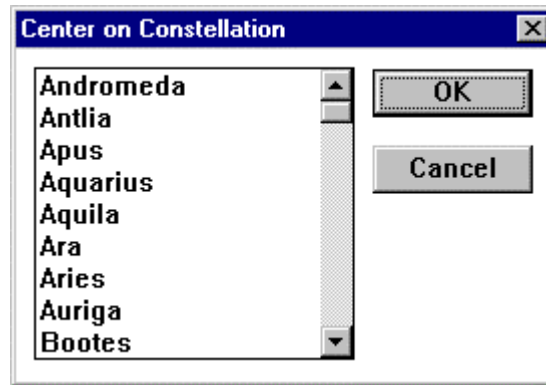 Center on Constellation
Andromeda
Antlia
Apus
Aquarius
Aquila
Ara
Aries
Auriga
Bootes
OK
Cancel